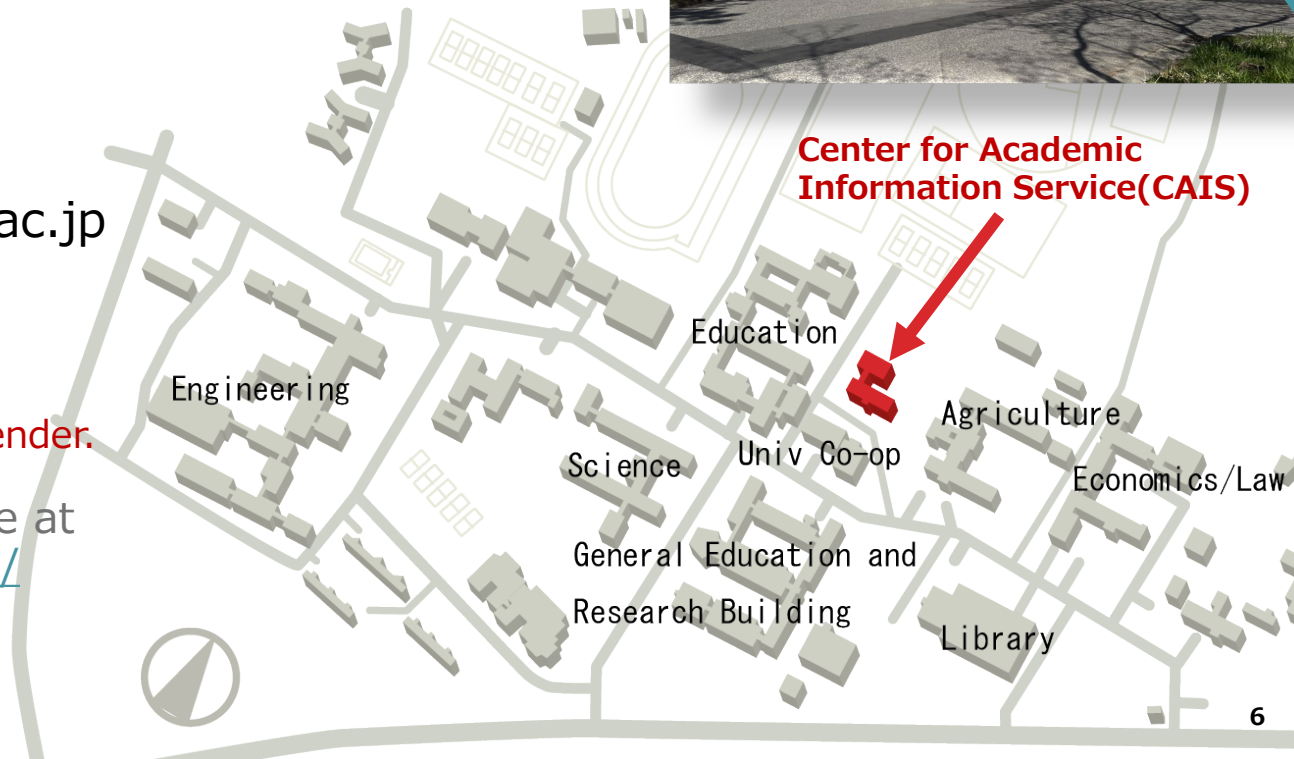 ac.jp
ender.
e at
/
Center for Academic
Information Service(CAIS)
Education
Engineering
Agriculture
Univ Co-op
Science
Economics/Law
General Education and
Research Building
Library
6